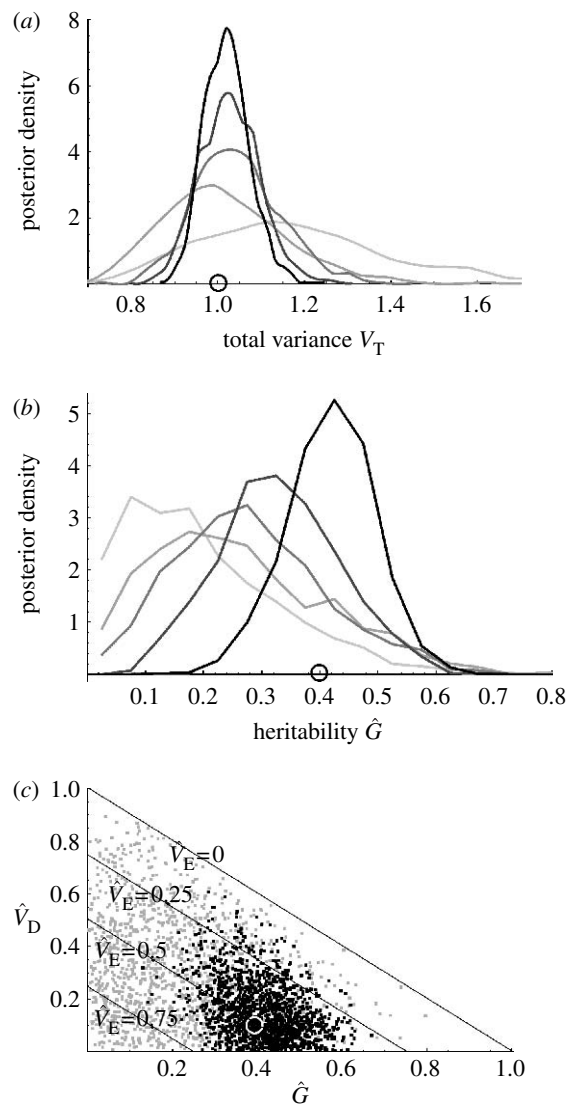 (a)
8
6
4
2
posterior density
0.8 1.0 1.2 1.4 1.6
total variance V_T
(b)
5
4
3
2
1
posterior density
0.1 0.2 0.3 0.4 0.5 0.6 0.7 0.8
heritability Ĝ
(c)
1.0
0.8
0.6
0.4
0.2
V̂_D
V̂_E=0
V̂_E=0.25
V̂_E=0.5
V̂_E=0.75
0.2 0.4 0.6 0.8 1.0
Ĝ